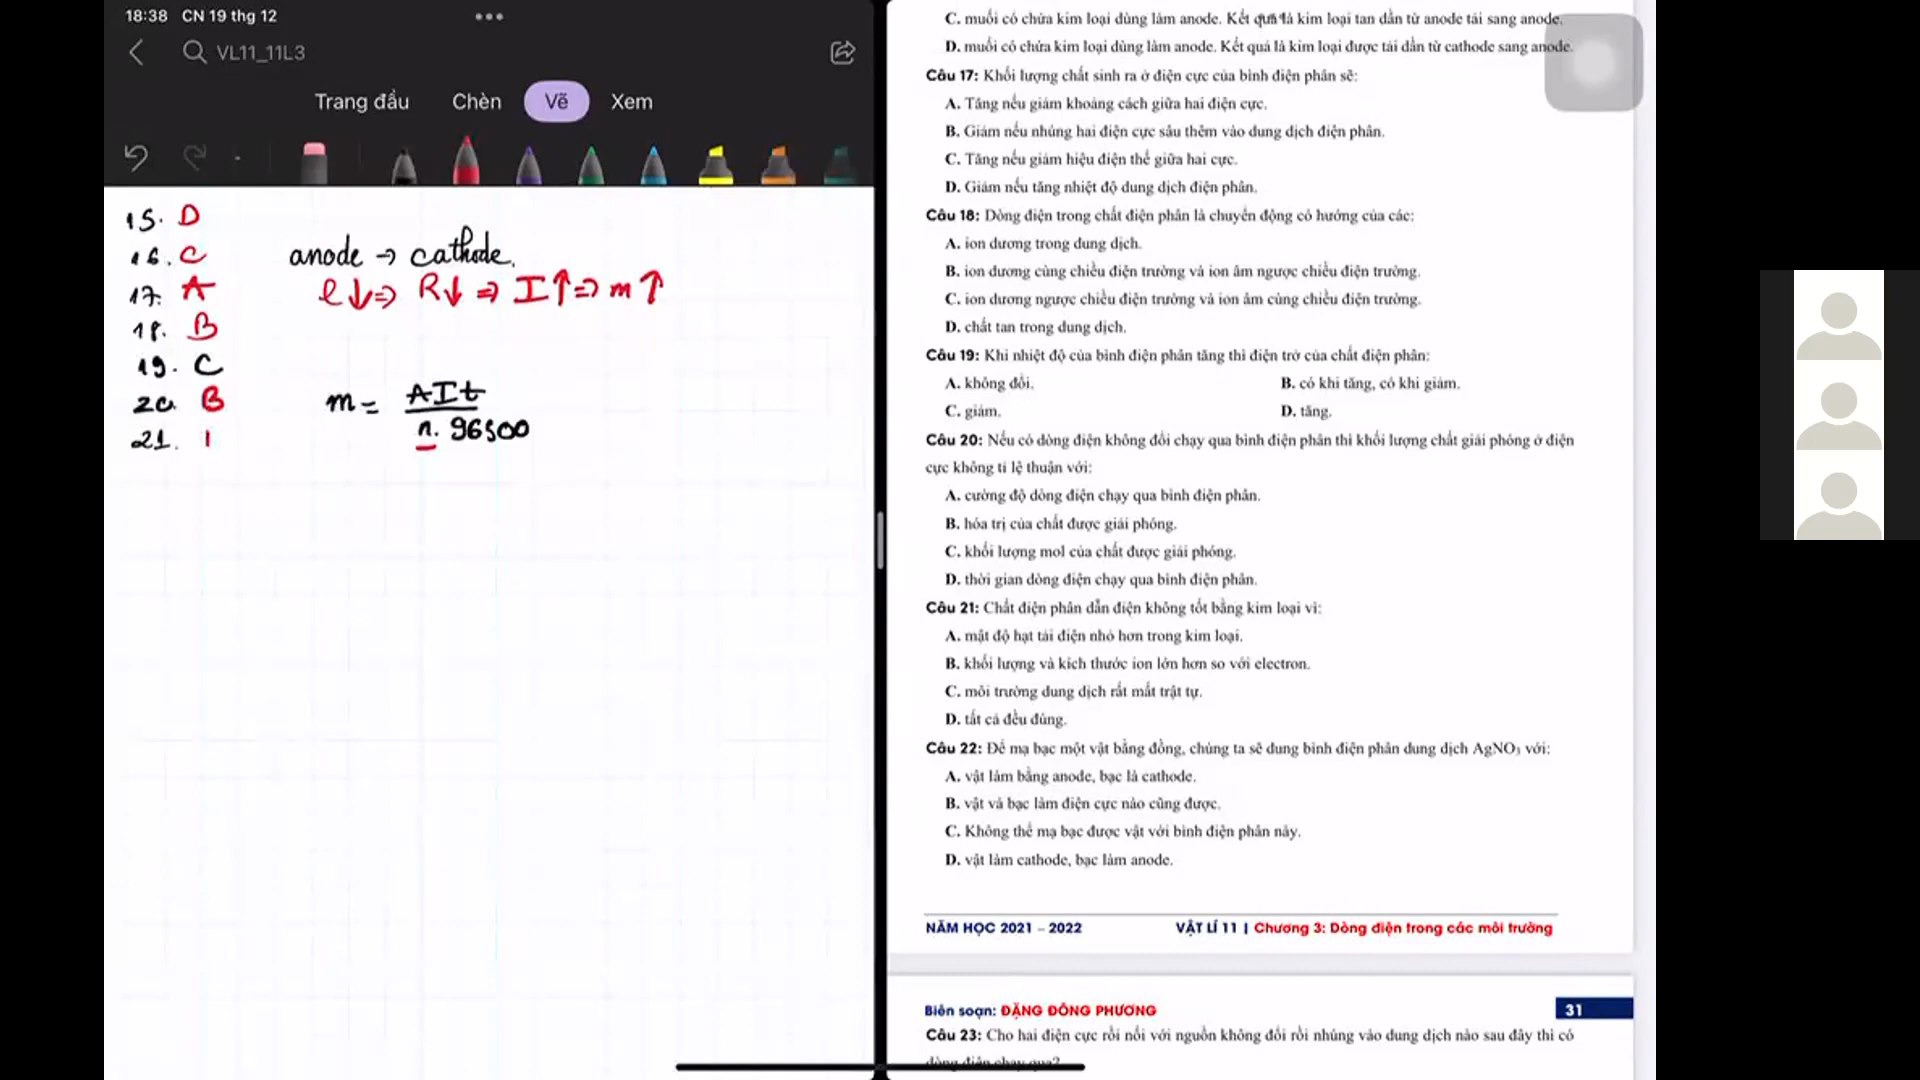 18:38 CN 19 thg 12
VL11_11L3
Trang đầu Chèn Vẽ Xem
15. D
16. C
17. A
18. B
19. C
20. B
21. I
anode → cathode.
l↓ => R↓ => I↑ => m↑
m = AIt
n. 96500
C. muối có chứa kim loại dùng làm anode. Kết quả là kim loại tan dần từ anode tải sang anode.
D. muối có chứa kim loại dùng làm anode. Kết quả là kim loại được tải dần từ cathode sang anode.
Câu 17: Khối lượng chất sinh ra ở điện cực của bình điện phân sẽ:
A. Tăng nếu giảm khoảng cách giữa hai điện cực.
B. Giảm nếu nhúng hai điện cực sâu thêm vào dung dịch điện phân.
C. Tăng nếu giảm hiệu điện thế giữa hai cực.
D. Giảm nếu tăng nhiệt độ dung dịch điện phân.
Câu 18: Dòng điện trong chất điện phân là chuyển động có hướng của các:
A. ion dương trong dung dịch.
B. ion dương cùng chiều điện trường và ion âm ngược chiều điện trường.
C. ion dương ngược chiều điện trường và ion âm cùng chiều điện trường.
D. chất tan trong dung dịch.
Câu 19: Khi nhiệt độ của bình điện phân tăng thì điện trở của chất điện phân:
A. không đổi. B. có khi tăng, có khi giảm.
C. giảm. D. tăng.
Câu 20: Nếu có dòng điện không đổi chạy qua bình điện phân thì khối lượng chất giải phóng ở điện
cực không tỉ lệ thuận với:
A. cường độ dòng điện chạy qua bình điện phân.
B. hóa trị của chất được giải phóng.
C. khối lượng mol của chất được giải phóng.
D. thời gian dòng điện chạy qua bình điện phân.
Câu 21: Chất điện phân dẫn điện không tốt bằng kim loại vì:
A. mật độ hạt tải điện nhỏ hơn trong kim loại.
B. khối lượng và kích thước ion lớn hơn so với electron.
C. môi trường dung dịch rất mất trật tự.
D. tất cả đều đúng.
Câu 22: Để mạ bạc một vật bằng đồng, chúng ta sẽ dung bình điện phân dung dịch AgNO₃ với:
A. vật làm bằng anode, bạc là cathode.
B. vật và bạc làm điện cực nào cũng được.
C. Không thể mạ bạc được vật với bình điện phân này.
D. vật làm cathode, bạc làm anode.
NĂM HỌC 2021 – 2022 VẬT LÍ 11 | Chương 3: Dòng điện trong các môi trường
Biên soạn: ĐẶNG ĐÔNG PHƯƠNG 31
Câu 23: Cho hai điện cực rồi nối với nguồn không đổi rồi nhúng vào dung dịch nào sau đây thì có
dòng điện chạy qua?